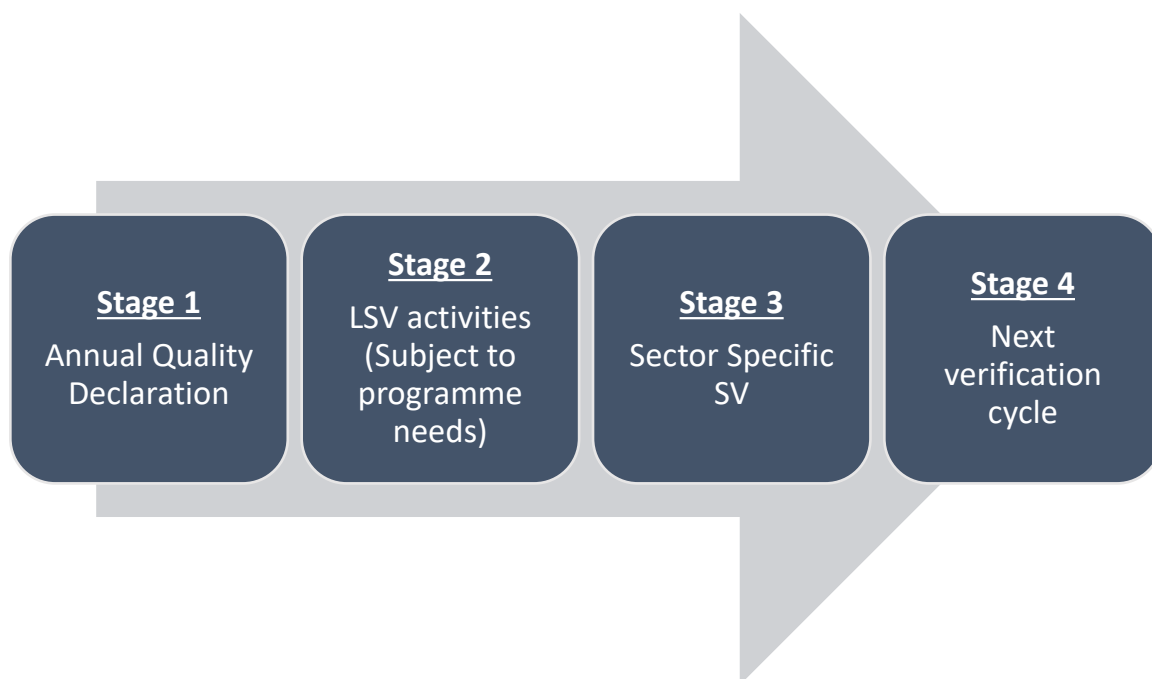 Stage 1
Annual Quality
Declaration
Stage 2
LSV activities
(Subject to
programme
needs)
Stage 3
Sector Specific
SV
Stage 4
Next
verification
cycle